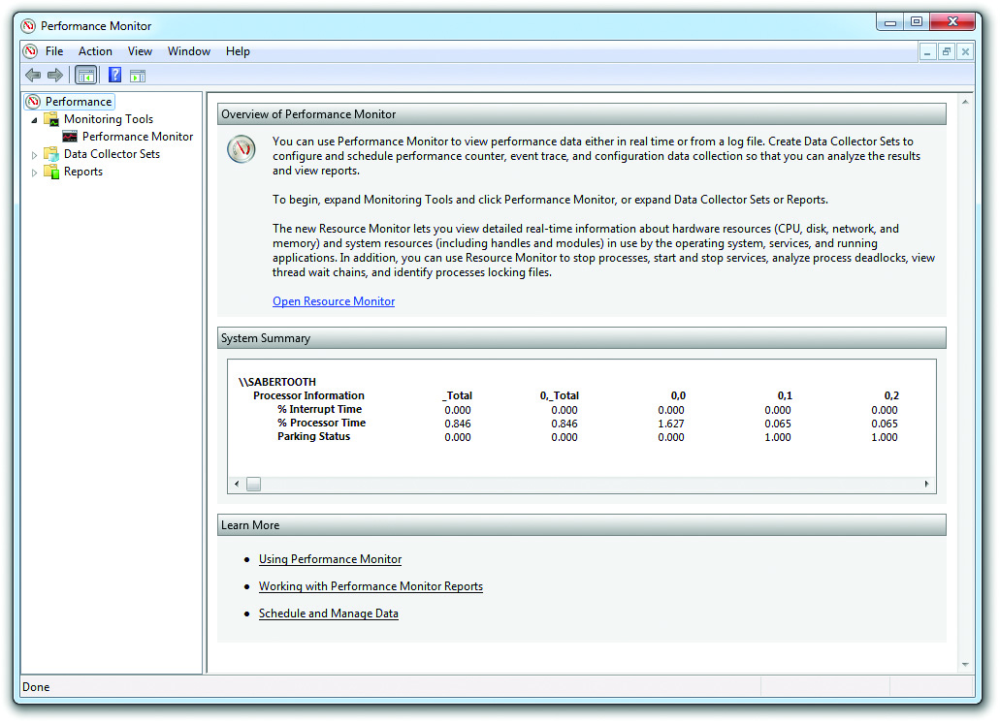 Performance Monitor
File Action View Window Help
Performance
Monitoring Tools
Performance Monitor
Data Collector Sets
Reports
Overview of Performance Monitor
You can use Performance Monitor to view performance data either in real time or from a log file. Create Data Collector Sets to
configure and schedule performance counter, event trace, and configuration data collection so that you can analyze the results
and view reports.
To begin, expand Monitoring Tools and click Performance Monitor, or expand Data Collector Sets or Reports.
The new Resource Monitor lets you view detailed real-time information about hardware resources (CPU, disk, network, and
memory) and system resources (including handles and modules) in use by the operating system, services, and running
applications. In addition, you can use Resource Monitor to stop processes, start and stop services, analyze process deadlocks, view
thread wait chains, and identify processes locking files.
Open Resource Monitor
System Summary
\\SABERTOOTH
Processor Information _Total 0,_Total 0,0 0,1 0,2
% Interrupt Time 0.000 0.000 0.000 0.000 0.000
% Processor Time 0.846 0.846 1.627 0.065 0.065
Parking Status 0.000 0.000 0.000 1.000 1.000
Learn More
• Using Performance Monitor
• Working with Performance Monitor Reports
• Schedule and Manage Data
Done